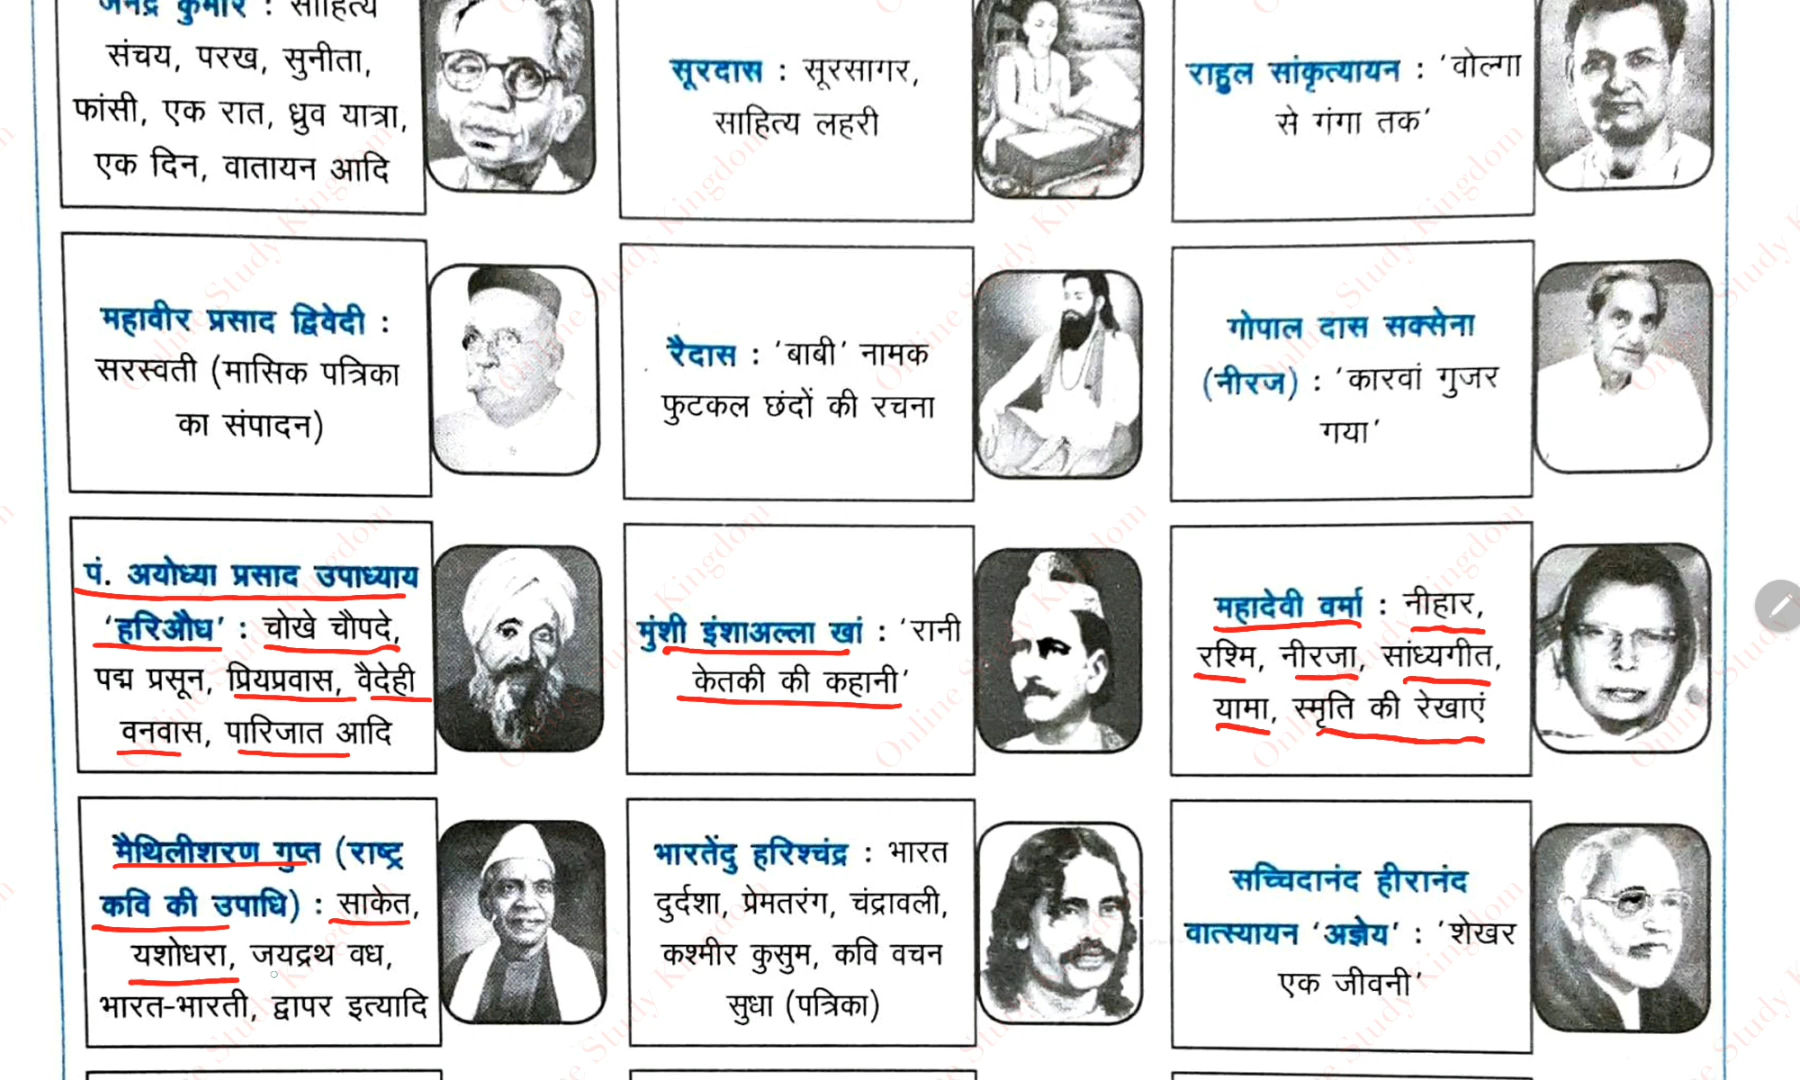 जैनेंद्र कुमार : साहित्य
संचय, परख, सुनीता,
फांसी, एक रात, ध्रुव यात्रा,
एक दिन, वातायन आदि
सूरदास : सूरसागर,
साहित्य लहरी
राहुल सांकृत्यायन : 'वोल्गा
से गंगा तक'
महावीर प्रसाद द्विवेदी :
सरस्वती (मासिक पत्रिका
का संपादन)
रैदास : 'बाबी' नामक
फुटकल छंदों की रचना
गोपाल दास सक्सेना
(नीरज) : 'कारवां गुजर
गया'
पं. अयोध्या प्रसाद उपाध्याय
'हरिऔध' : चोखे चौपदे,
पद्म प्रसून, प्रियप्रवास, वैदेही
वनवास, पारिजात आदि
मुंशी इंशाअल्ला खां : 'रानी
केतकी की कहानी'
महादेवी वर्मा : नीहार,
रश्मि, नीरजा, सांध्यगीत,
यामा, स्मृति की रेखाएं
मैथिलीशरण गुप्त (राष्ट्र
कवि की उपाधि) : साकेत,
यशोधरा, जयद्रथ वध,
भारत-भारती, द्वापर इत्यादि
भारतेंदु हरिश्चंद्र : भारत
दुर्दशा, प्रेमतरंग, चंद्रावली,
कश्मीर कुसुम, कवि वचन
सुधा (पत्रिका)
सच्चिदानंद हीरानंद
वात्स्यायन 'अज्ञेय' : 'शेखर
एक जीवनी'
Online Study Kingdom